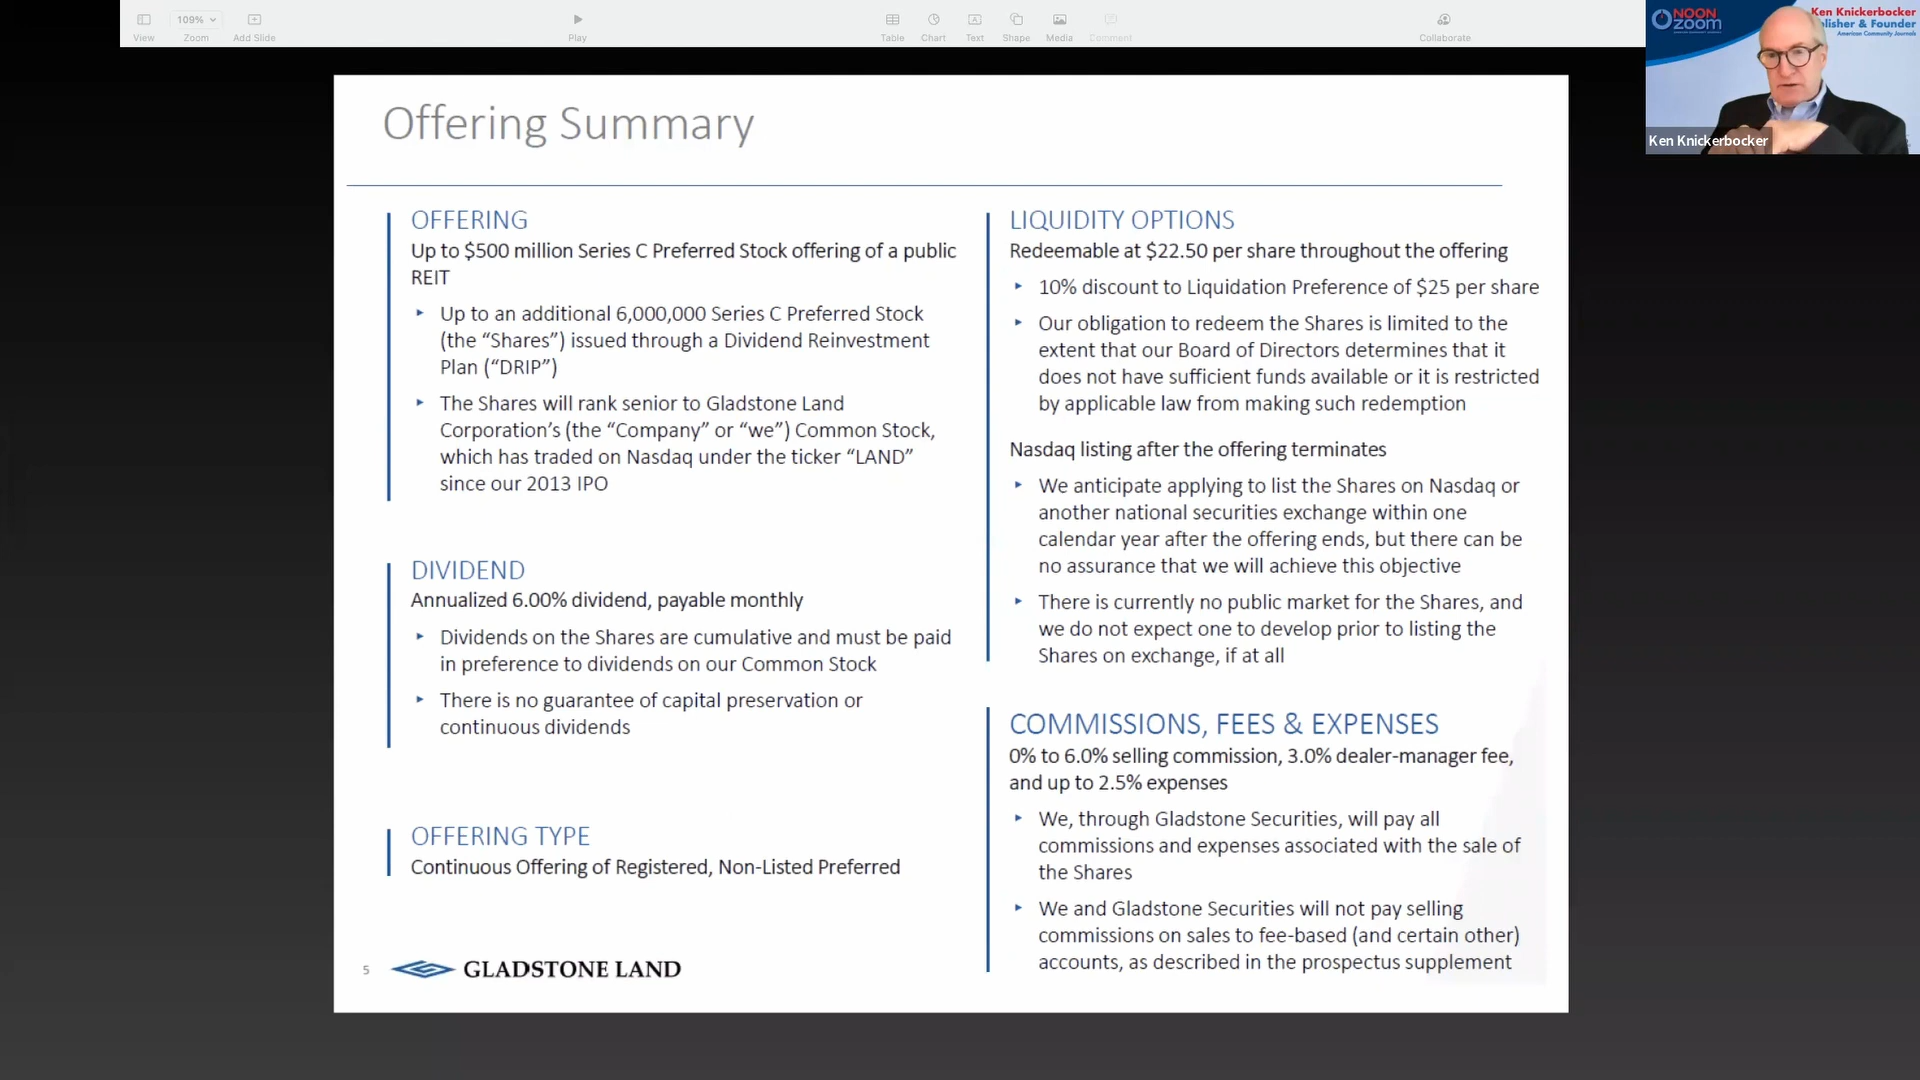 109%
View
Zoom
Add Slide
Play
Table
Chart
Text
Shape
Media
Comment
Collaborate
NOON
ZOOM
Ken Knickerbocker
lisher & Founder
American Community Journals
Ken Knickerbocker
Offering Summary
OFFERING
Up to $500 million Series C Preferred Stock offering of a public
REIT
Up to an additional 6,000,000 Series C Preferred Stock
(the “Shares”) issued through a Dividend Reinvestment
Plan (“DRIP”)
The Shares will rank senior to Gladstone Land
Corporation’s (the “Company” or “we”) Common Stock,
which has traded on Nasdaq under the ticker “LAND”
since our 2013 IPO
DIVIDEND
Annualized 6.00% dividend, payable monthly
Dividends on the Shares are cumulative and must be paid
in preference to dividends on our Common Stock
There is no guarantee of capital preservation or
continuous dividends
OFFERING TYPE
Continuous Offering of Registered, Non-Listed Preferred
5
GLADSTONE LAND
LIQUIDITY OPTIONS
Redeemable at $22.50 per share throughout the offering
10% discount to Liquidation Preference of $25 per share
Our obligation to redeem the Shares is limited to the
extent that our Board of Directors determines that it
does not have sufficient funds available or it is restricted
by applicable law from making such redemption
Nasdaq listing after the offering terminates
We anticipate applying to list the Shares on Nasdaq or
another national securities exchange within one
calendar year after the offering ends, but there can be
no assurance that we will achieve this objective
There is currently no public market for the Shares, and
we do not expect one to develop prior to listing the
Shares on exchange, if at all
COMMISSIONS, FEES & EXPENSES
0% to 6.0% selling commission, 3.0% dealer-manager fee,
and up to 2.5% expenses
We, through Gladstone Securities, will pay all
commissions and expenses associated with the sale of
the Shares
We and Gladstone Securities will not pay selling
commissions on sales to fee-based (and certain other)
accounts, as described in the prospectus supplement